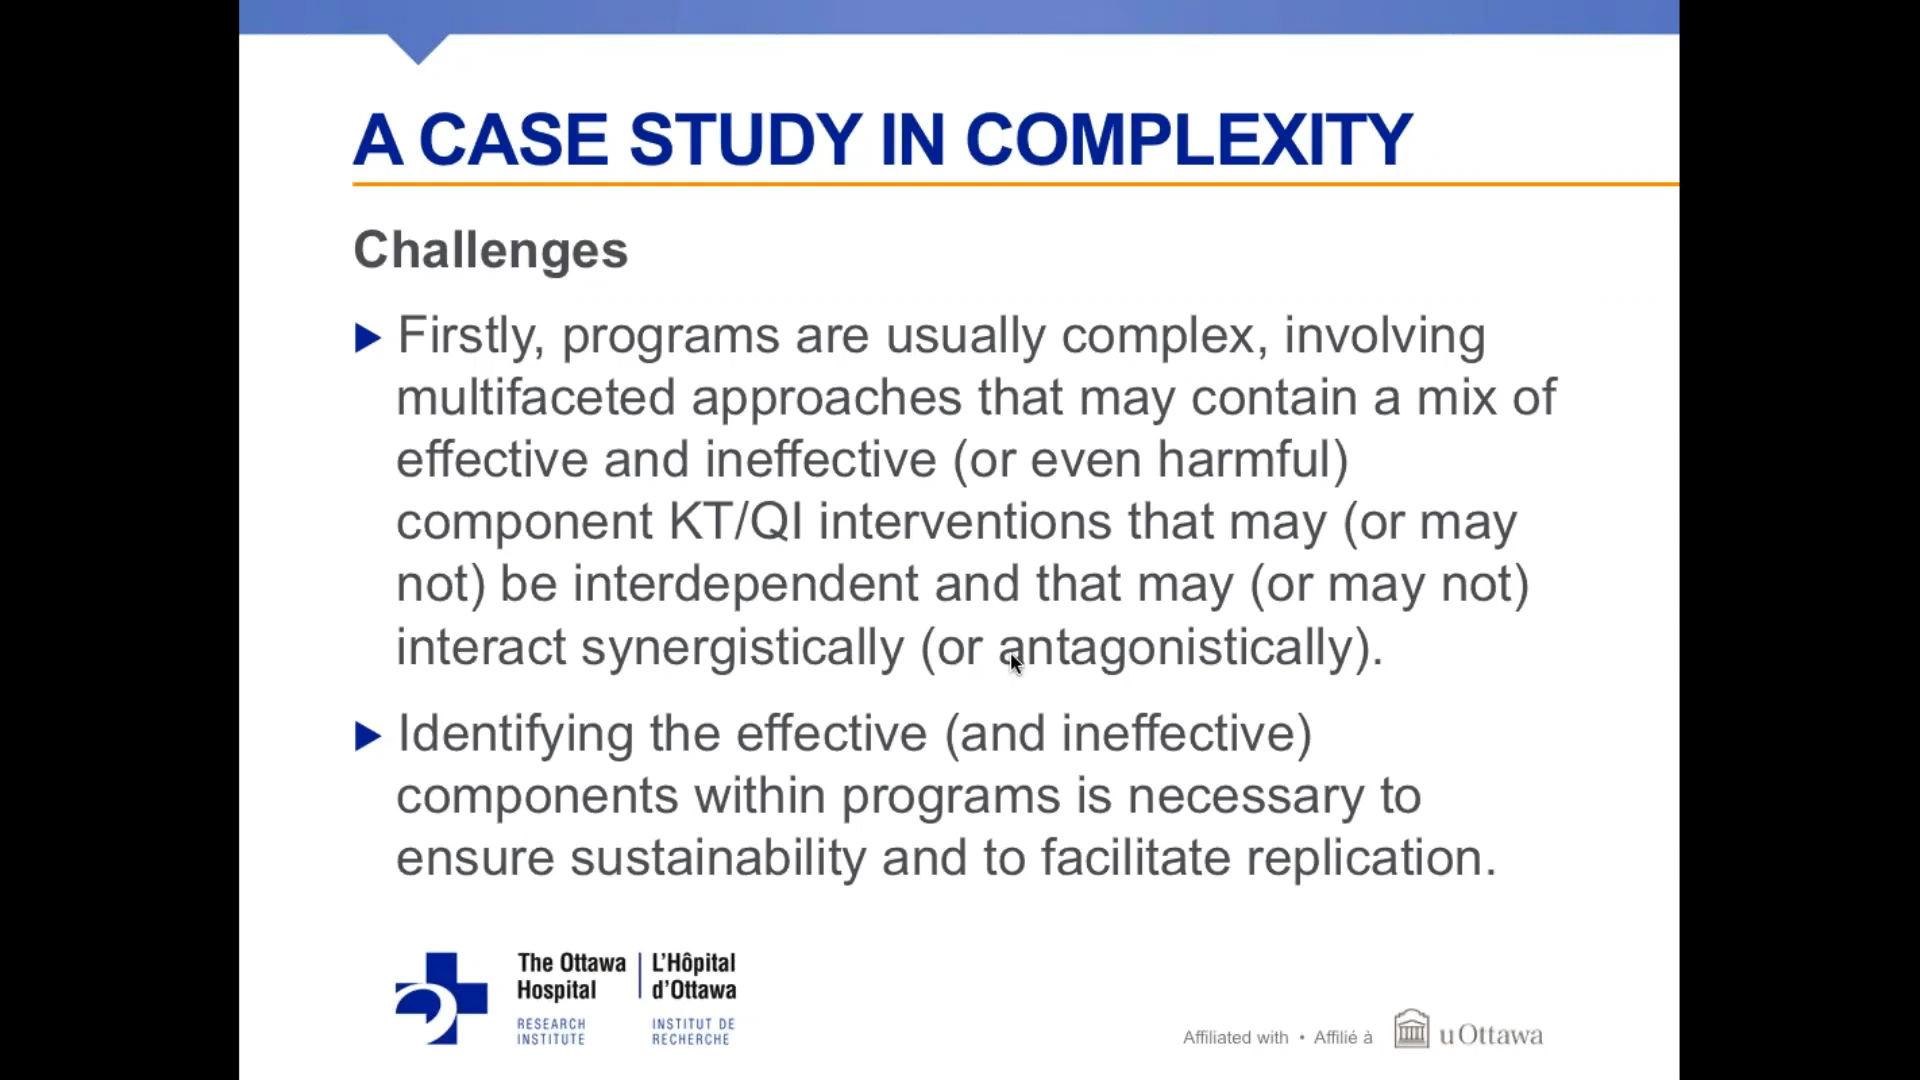 A CASE STUDY IN COMPLEXITY
Challenges
Firstly, programs are usually complex, involving
multifaceted approaches that may contain a mix of
effective and ineffective (or even harmful)
component KT/QI interventions that may (or may
not) be interdependent and that may (or may not)
interact synergistically (or antagonistically).
Identifying the effective (and ineffective)
components within programs is necessary to
ensure sustainability and to facilitate replication.
The Ottawa
Hospital
RESEARCH
INSTITUTE
L'Hôpital
d'Ottawa
INSTITUT DE
RECHERCHE
Affiliated with • Affilié à
uOttawa